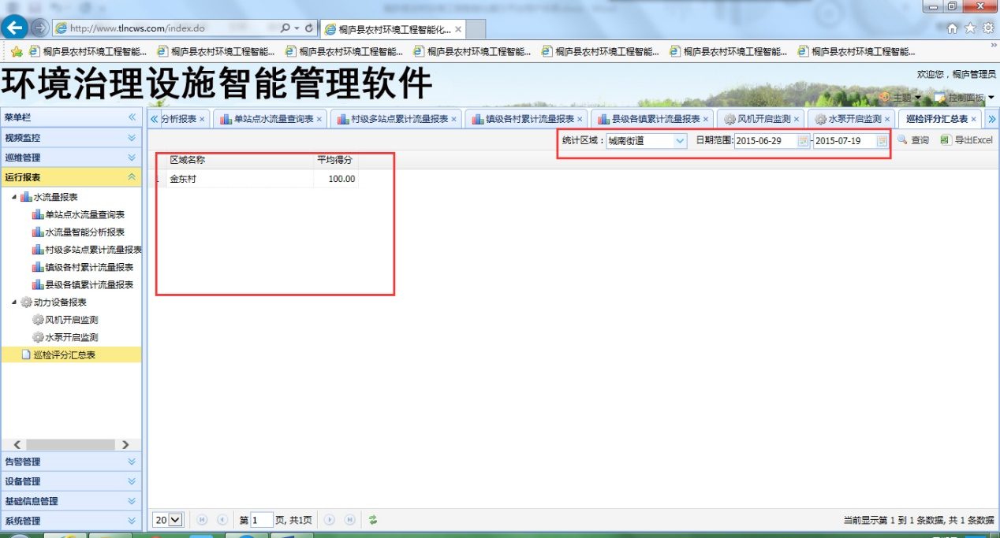 http://www.tlncws.com/index.do
桐庐县农村环境工程智能化...
桐庐县农村环境工程智能... 桐庐县农村环境工程智能... 桐庐县农村环境工程智能... 桐庐县农村环境工程智能... 桐庐县农村环境工程智能... 桐庐县农村环境工程智能... 桐庐县农村环境工程智能...
环境治理设施智能管理软件
欢迎您，桐庐管理员
主题 控制面板
菜单栏
分析报表 单站点水流量查询表 村级多站点累计流量报表 镇级各村累计流量报表 县级各镇累计流量报表 风机开启监测 水泵开启监测 巡检评分汇总表
视频监控
巡维管理
运行报表
水流量报表
单站点水流量查询表
水流量智能分析报表
村级多站点累计流量报表
镇级各村累计流量报表
县级各镇累计流量报表
动力设备报表
风机开启监测
水泵开启监测
巡检评分汇总表
告警管理
设备管理
基础信息管理
系统管理
统计区域： 城南街道 日期范围: 2015-06-29 - 2015-07-19 查询 导出Excel
区域名称 平均得分
1 金东村 100.00
20 第 1 页, 共1页
当前显示第 1 到 1 条数据, 共 1 条数据